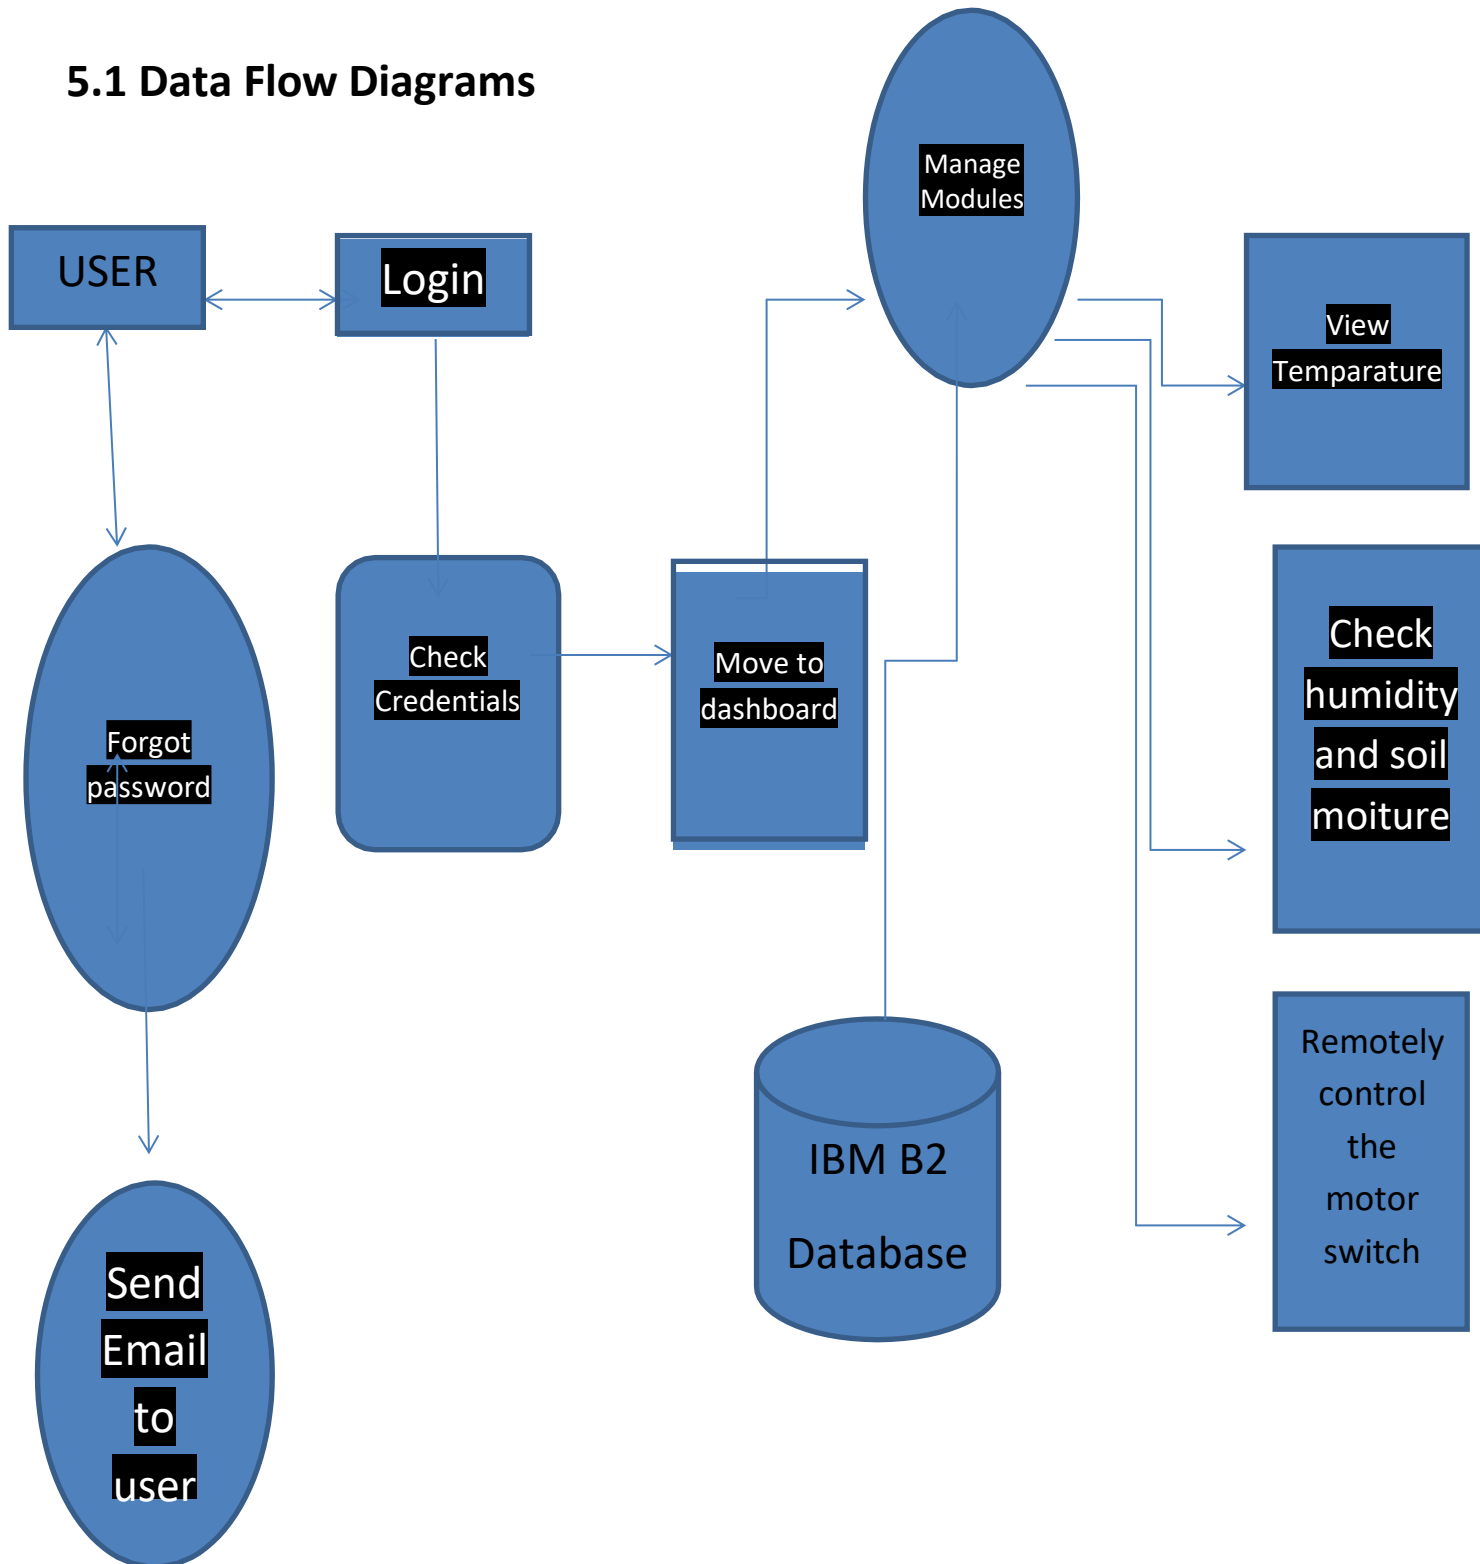 5.1 Data Flow Diagrams
Manage
Modules
USER
Login
View
Temparature
Forgot
password
Check
Credentials
Move to
dashboard
Check
humidity
and soil
moiture
Remotely
control
the
motor
switch
IBM B2
Database
Send
Email
to
user